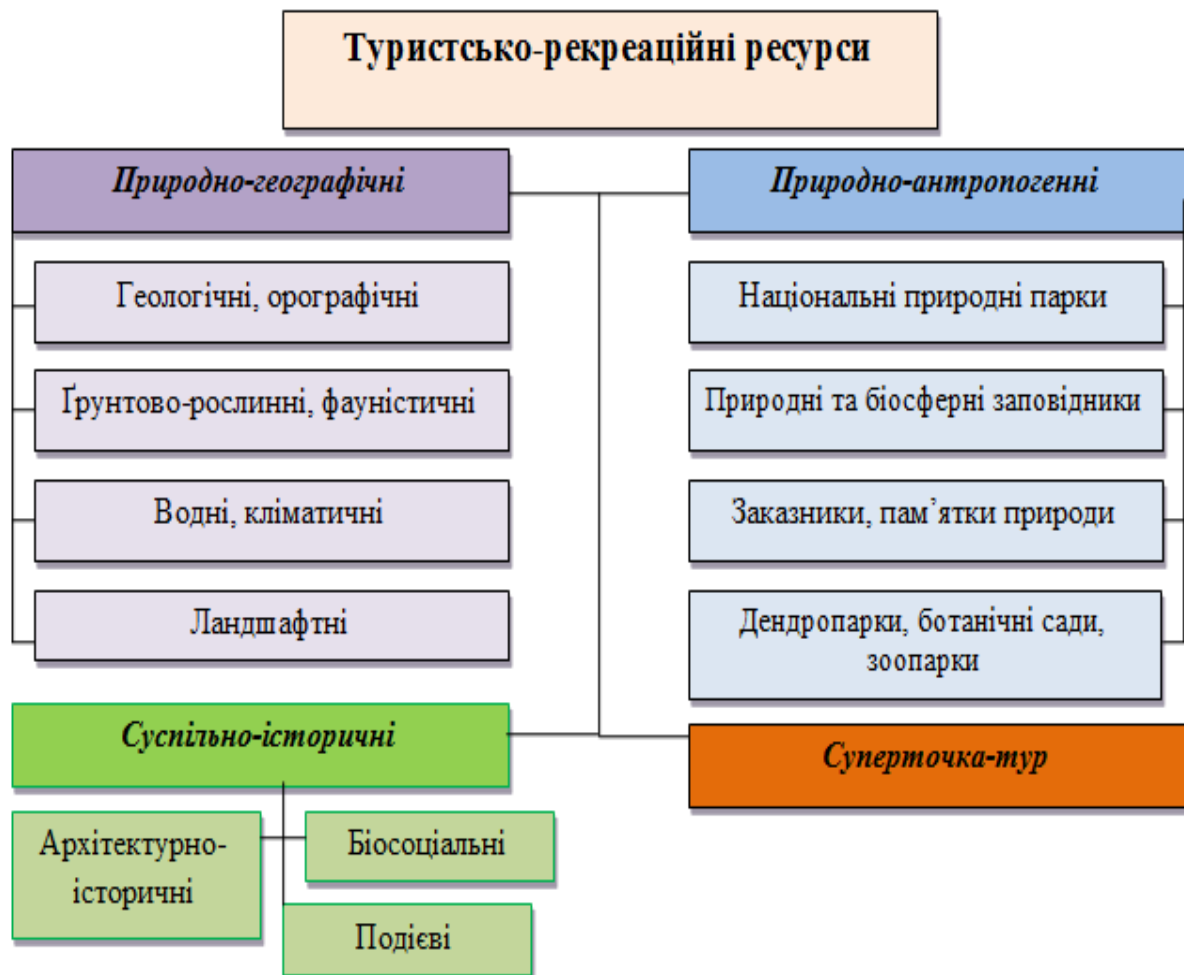 Туристсько-рекреаційні ресурси
Природно-географічні
Геологічні, орографічні
Ґрунтово-рослинні, фауністичні
Водні, кліматичні
Ландшафтні
Природно-антропогенні
Національні природні парки
Природні та біосферні заповідники
Заказники, пам’ятки природи
Дендропарки, ботанічні сади,
зоопарки
Суспільно-історичні
Архітектурно-
історичні
Біосоціальні
Подієві
Суперточка-тур